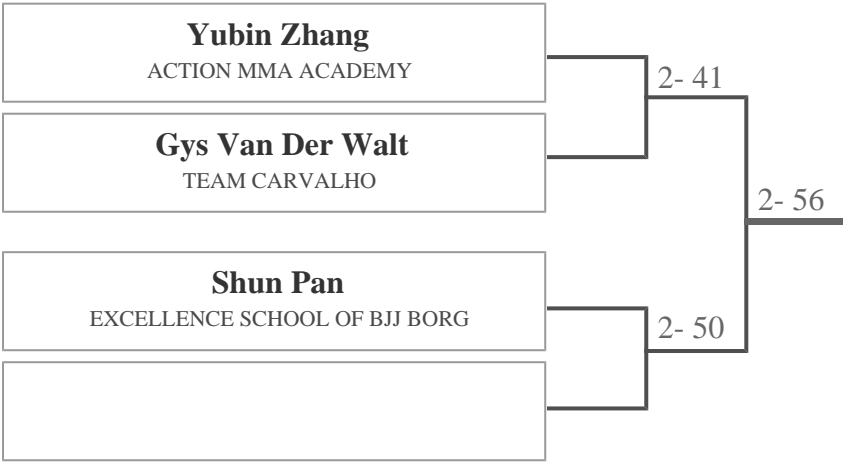 Yubin Zhang
ACTION MMA ACADEMY
2- 41
Gys Van Der Walt
TEAM CARVALHO
2- 56
Shun Pan
EXCELLENCE SCHOOL OF BJJ BORG
2- 50